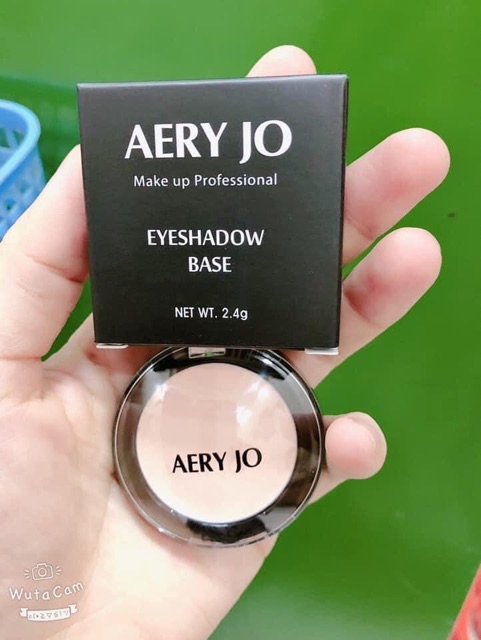 AERY JO
Make up Professional
EYESHADOW
BASE
NET WT. 2.4g
AERY JO
WutaCam